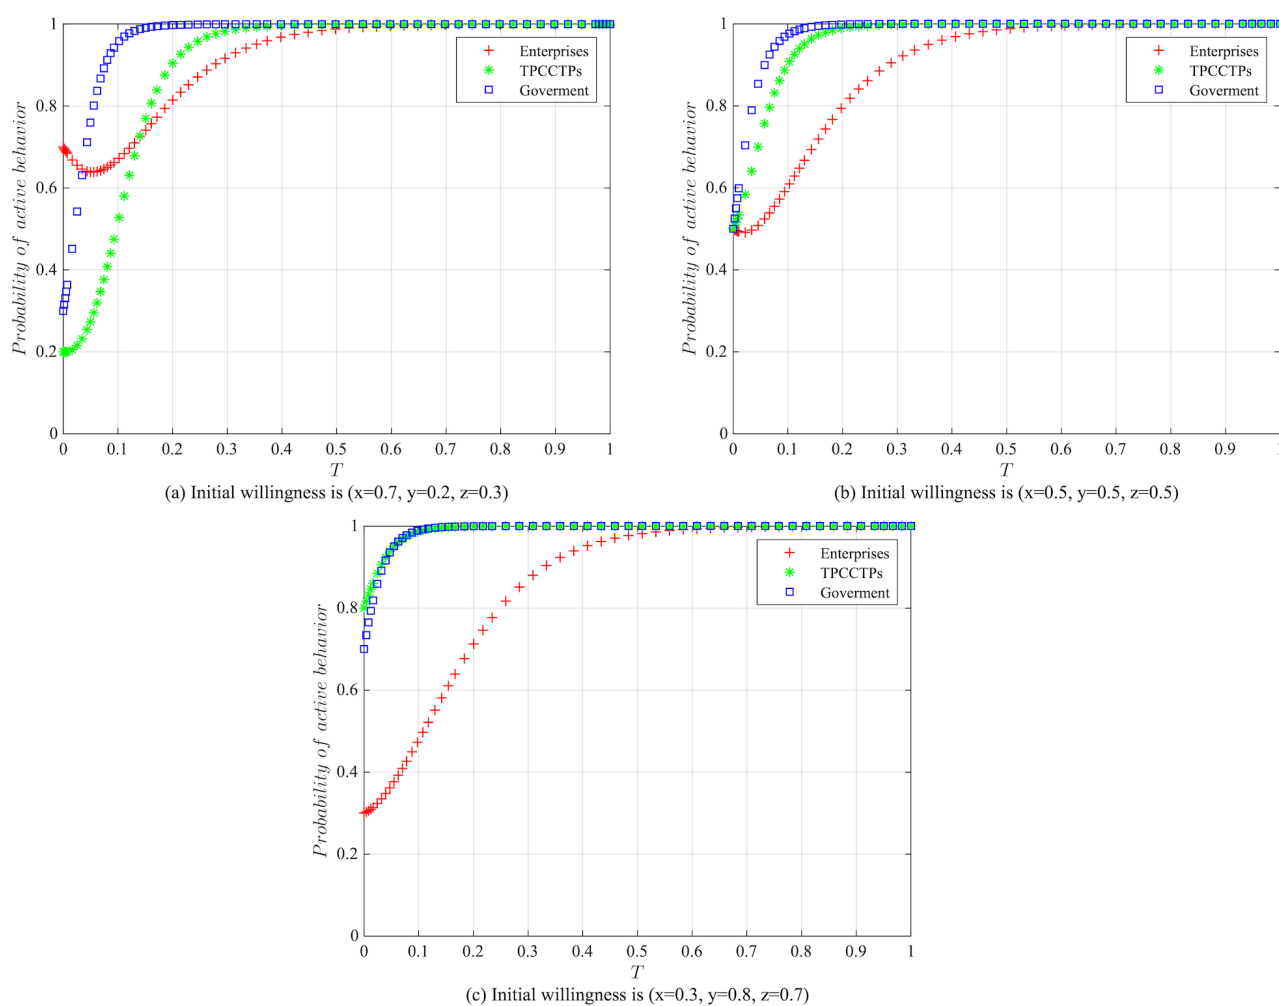 Probability of active behavior
1
0.8
0.6
0.4
0.2
0
0 0.1 0.2 0.3 0.4 0.5 0.6 0.7 0.8 0.9 1
T
Enterprises
TPCCTPs
Goverment
(a) Initial willingness is (x=0.7, y=0.2, z=0.3)
Probability of active behavior
1
0.8
0.6
0.4
0.2
0
0 0.1 0.2 0.3 0.4 0.5 0.6 0.7 0.8 0.9 1
T
Enterprises
TPCCTPs
Goverment
(b) Initial willingness is (x=0.5, y=0.5, z=0.5)
Probability of active behavior
1
0.8
0.6
0.4
0.2
0
0 0.1 0.2 0.3 0.4 0.5 0.6 0.7 0.8 0.9 1
T
Enterprises
TPCCTPs
Goverment
(c) Initial willingness is (x=0.3, y=0.8, z=0.7)